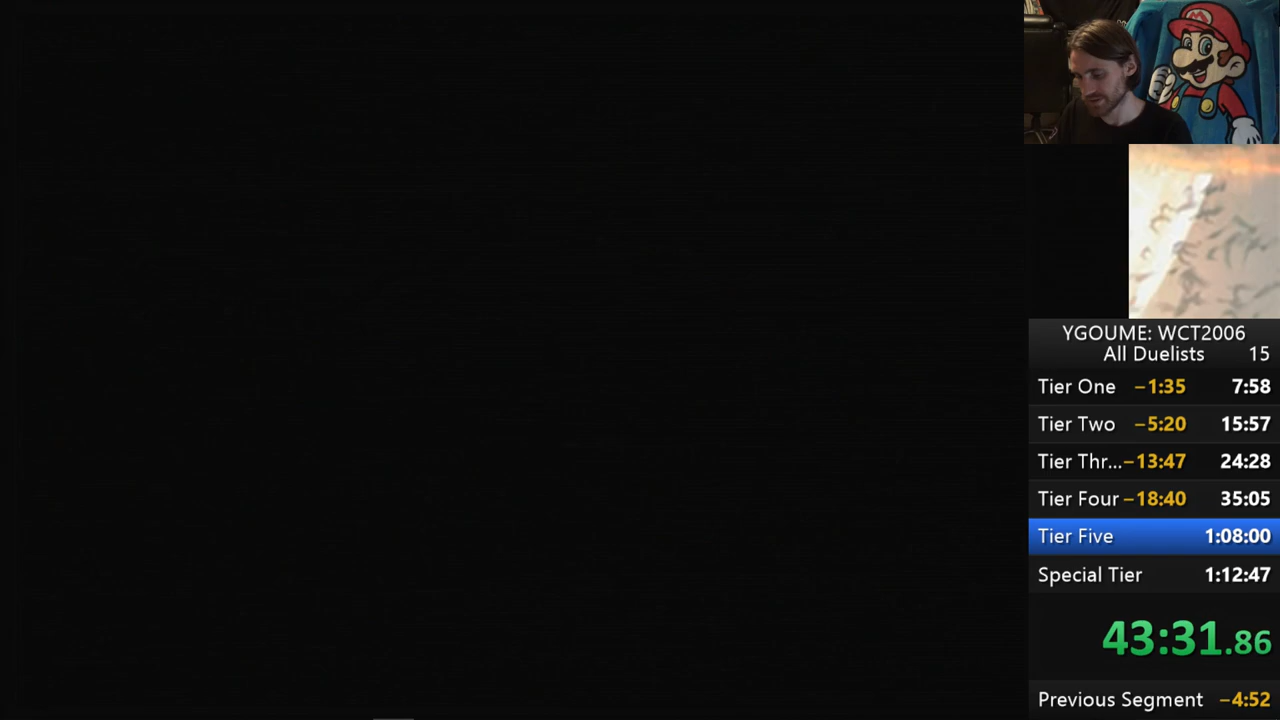 YGOUME: WCT2006
All Duelists 15
Tier One −1:35 7:58
Tier Two −5:20 15:57
Tier Thr...−13:47 24:28
Tier Four −18:40 35:05
Tier Five 1:08:00
Special Tier 1:12:47
43:31.86
Previous Segment −4:52